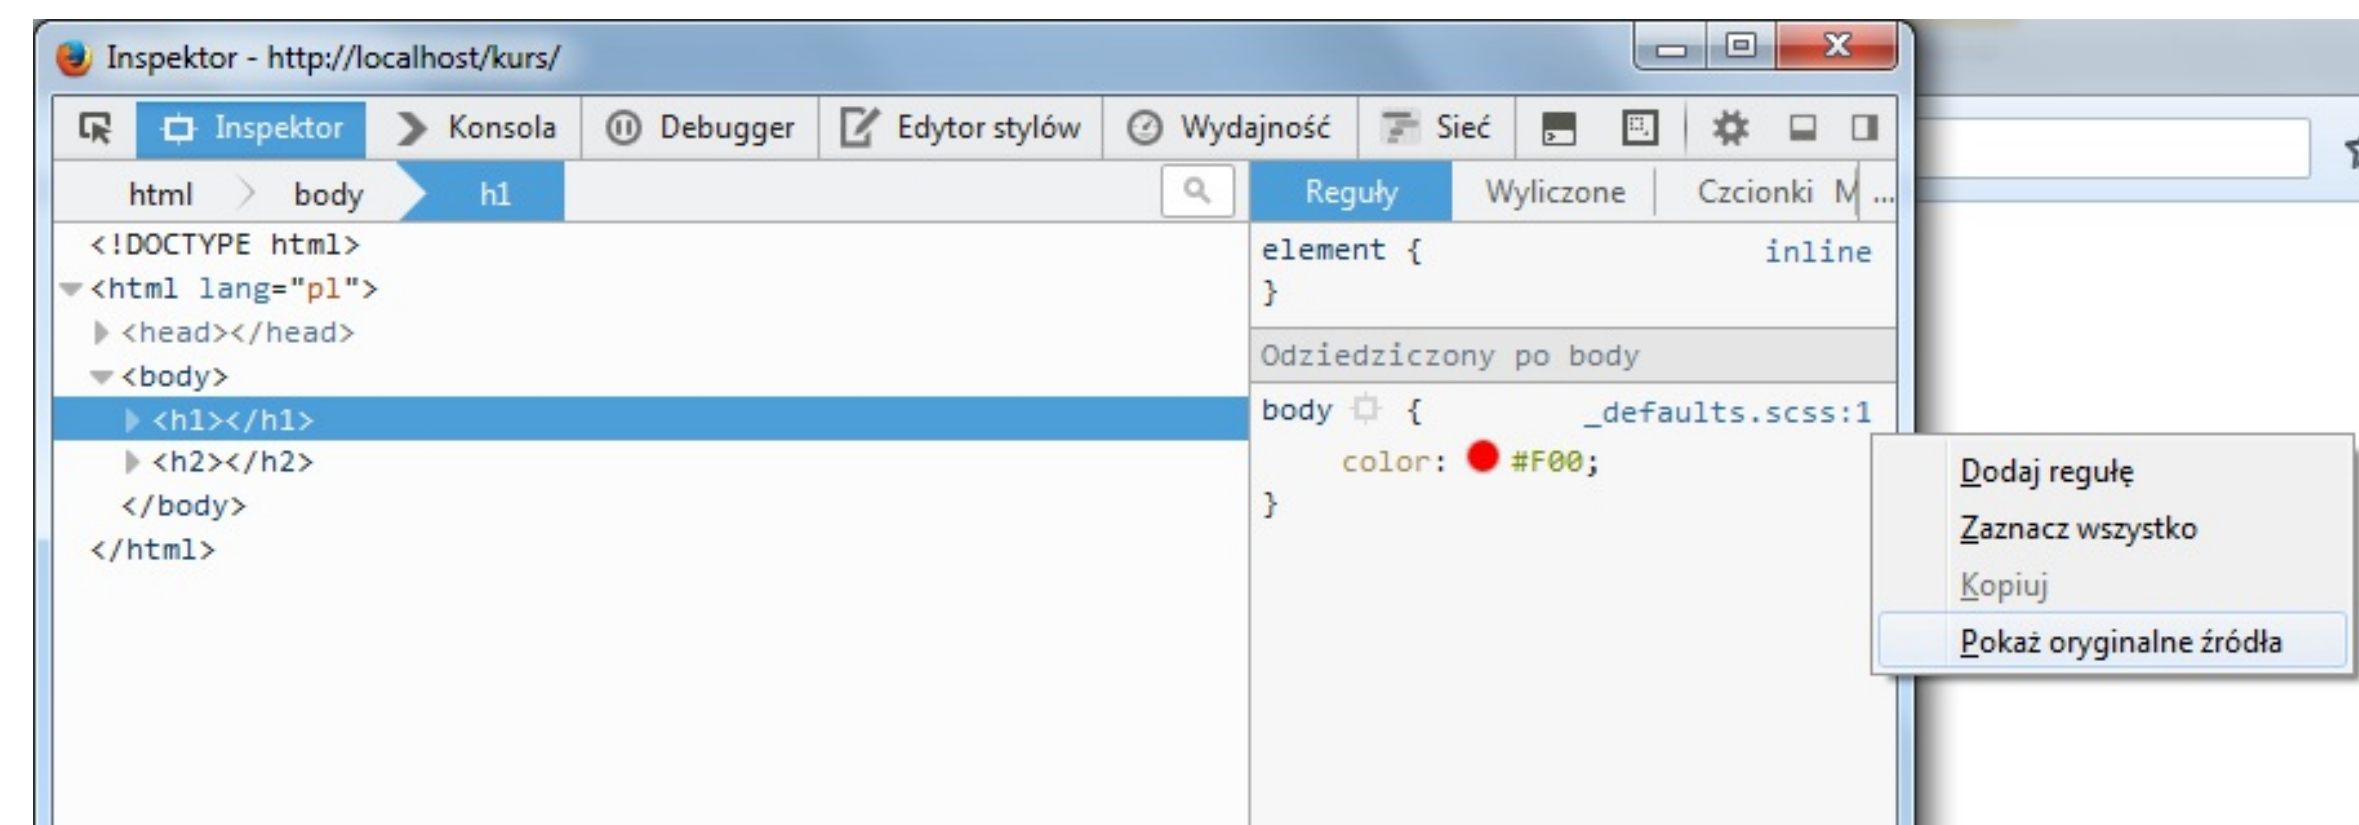 Inspektor - http://localhost/kurs/
Inspektor Konsola Debugger Edytor stylów Wydajność Sieć
html body h1
Reguły Wyliczone Czcionki M ...
<!DOCTYPE html>
<html lang="pl">
<head></head>
<body>
<h1></h1>
<h2></h2>
</body>
</html>
element { inline
}
Odziedziczony po body
body { _defaults.scss:1
color: #F00;
}
Dodaj regułę
Zaznacz wszystko
Kopiuj
Pokaż oryginalne źródła